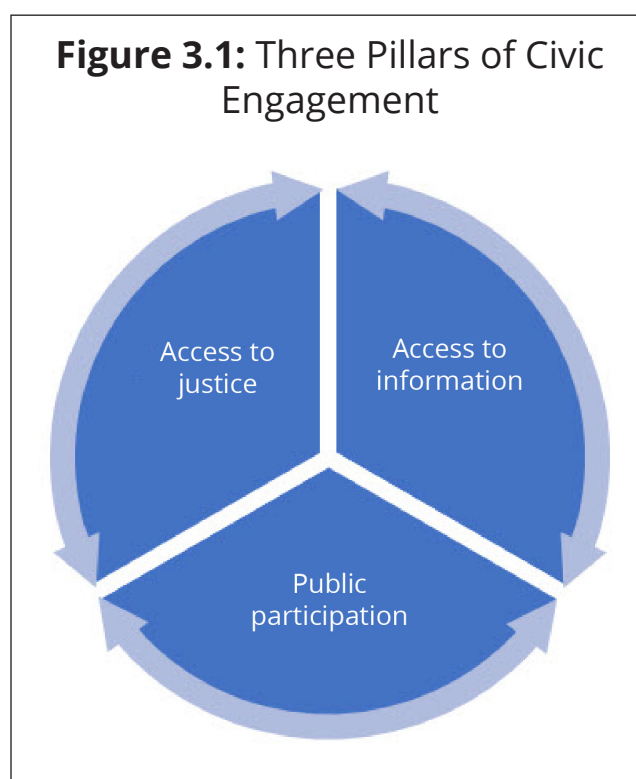 Figure 3.1: Three Pillars of Civic
Engagement
Access to
justice
Access to
information
Public
participation